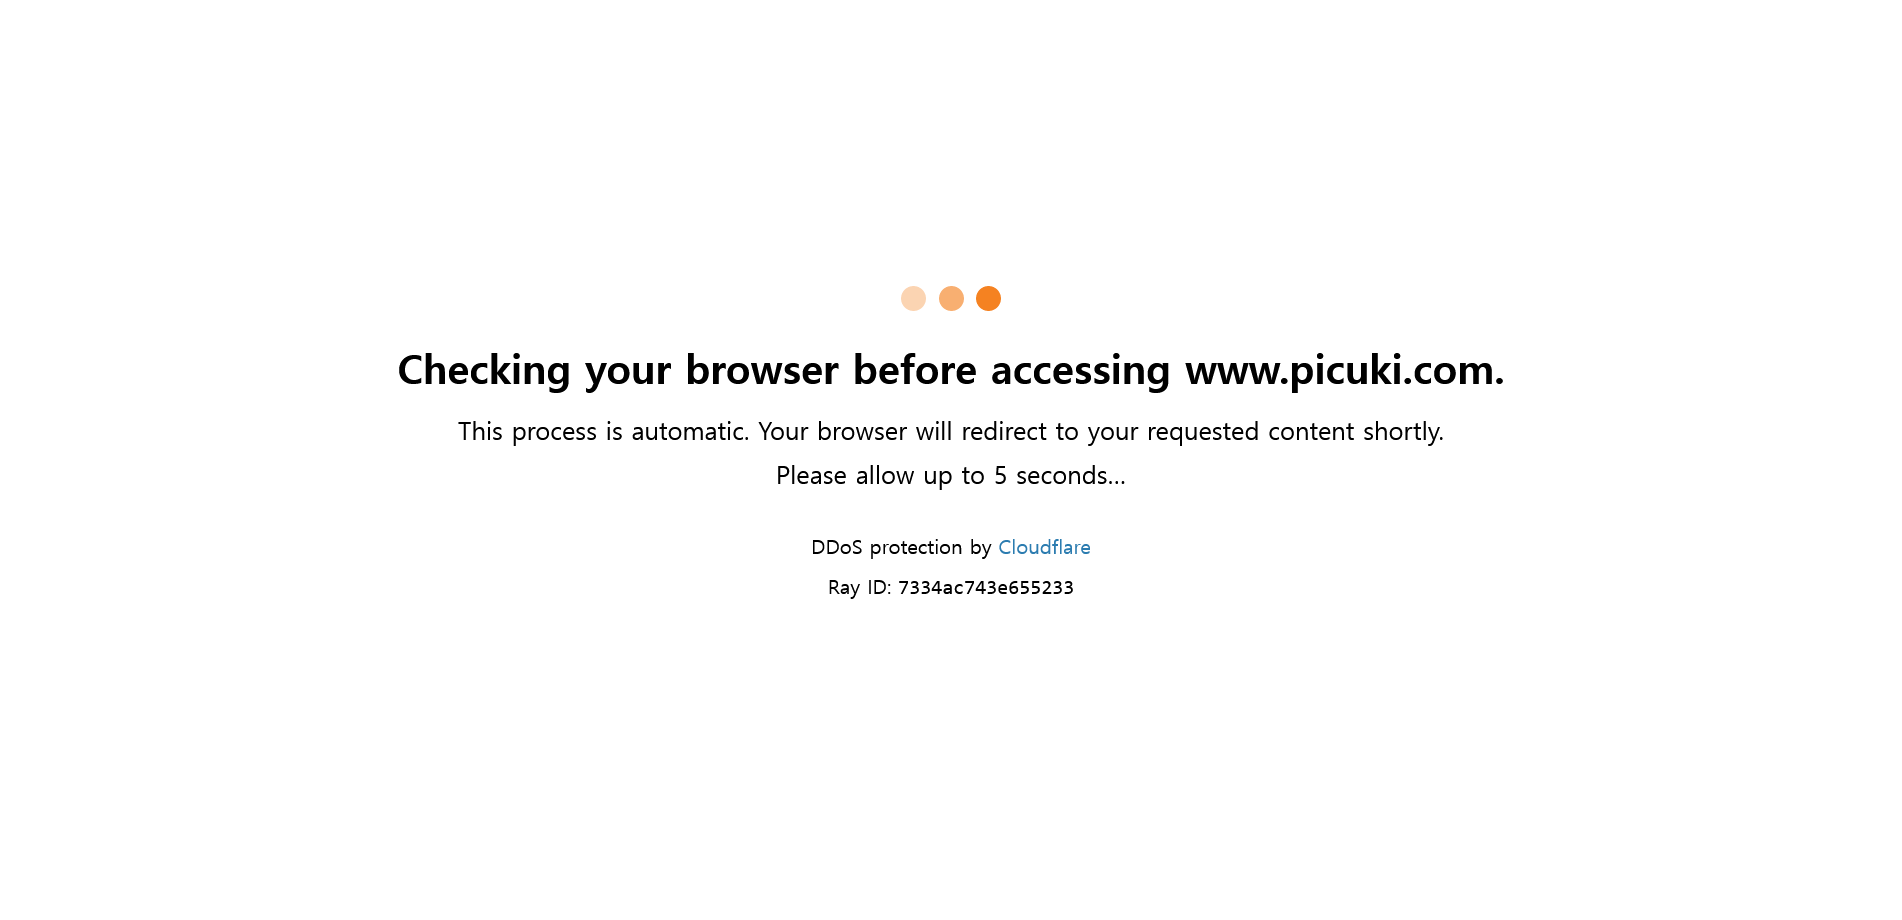 Checking your browser before accessing www.picuki.com.
This process is automatic. Your browser will redirect to your requested content shortly.
Please allow up to 5 seconds...
DDoS protection by Cloudflare
Ray ID: 7334ac743e655233